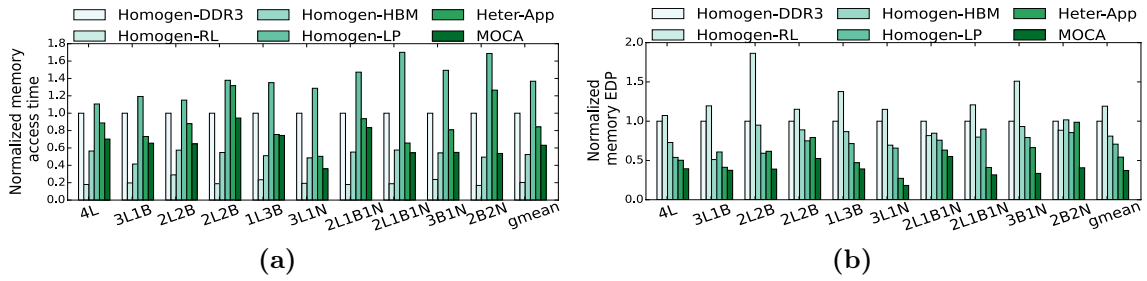 Homogen-DDR3 Homogen-HBM Heter-App
Homogen-RL Homogen-LP MOCA
Normalized memory
access time
1.8
1.6
1.4
1.2
1.0
0.8
0.6
0.4
0.2
0.0
4L 3L1B 2L2B 2L2B 1L3B 3L1N 2L1B1N 2L1B1N 3B1N 2B2N gmean
(a)
Homogen-DDR3 Homogen-HBM Heter-App
Homogen-RL Homogen-LP MOCA
Normalized
memory EDP
2.0
1.5
1.0
0.5
0.0
4L 3L1B 2L2B 2L2B 1L3B 3L1N 2L1B1N 2L1B1N 3B1N 2B2N gmean
(b)